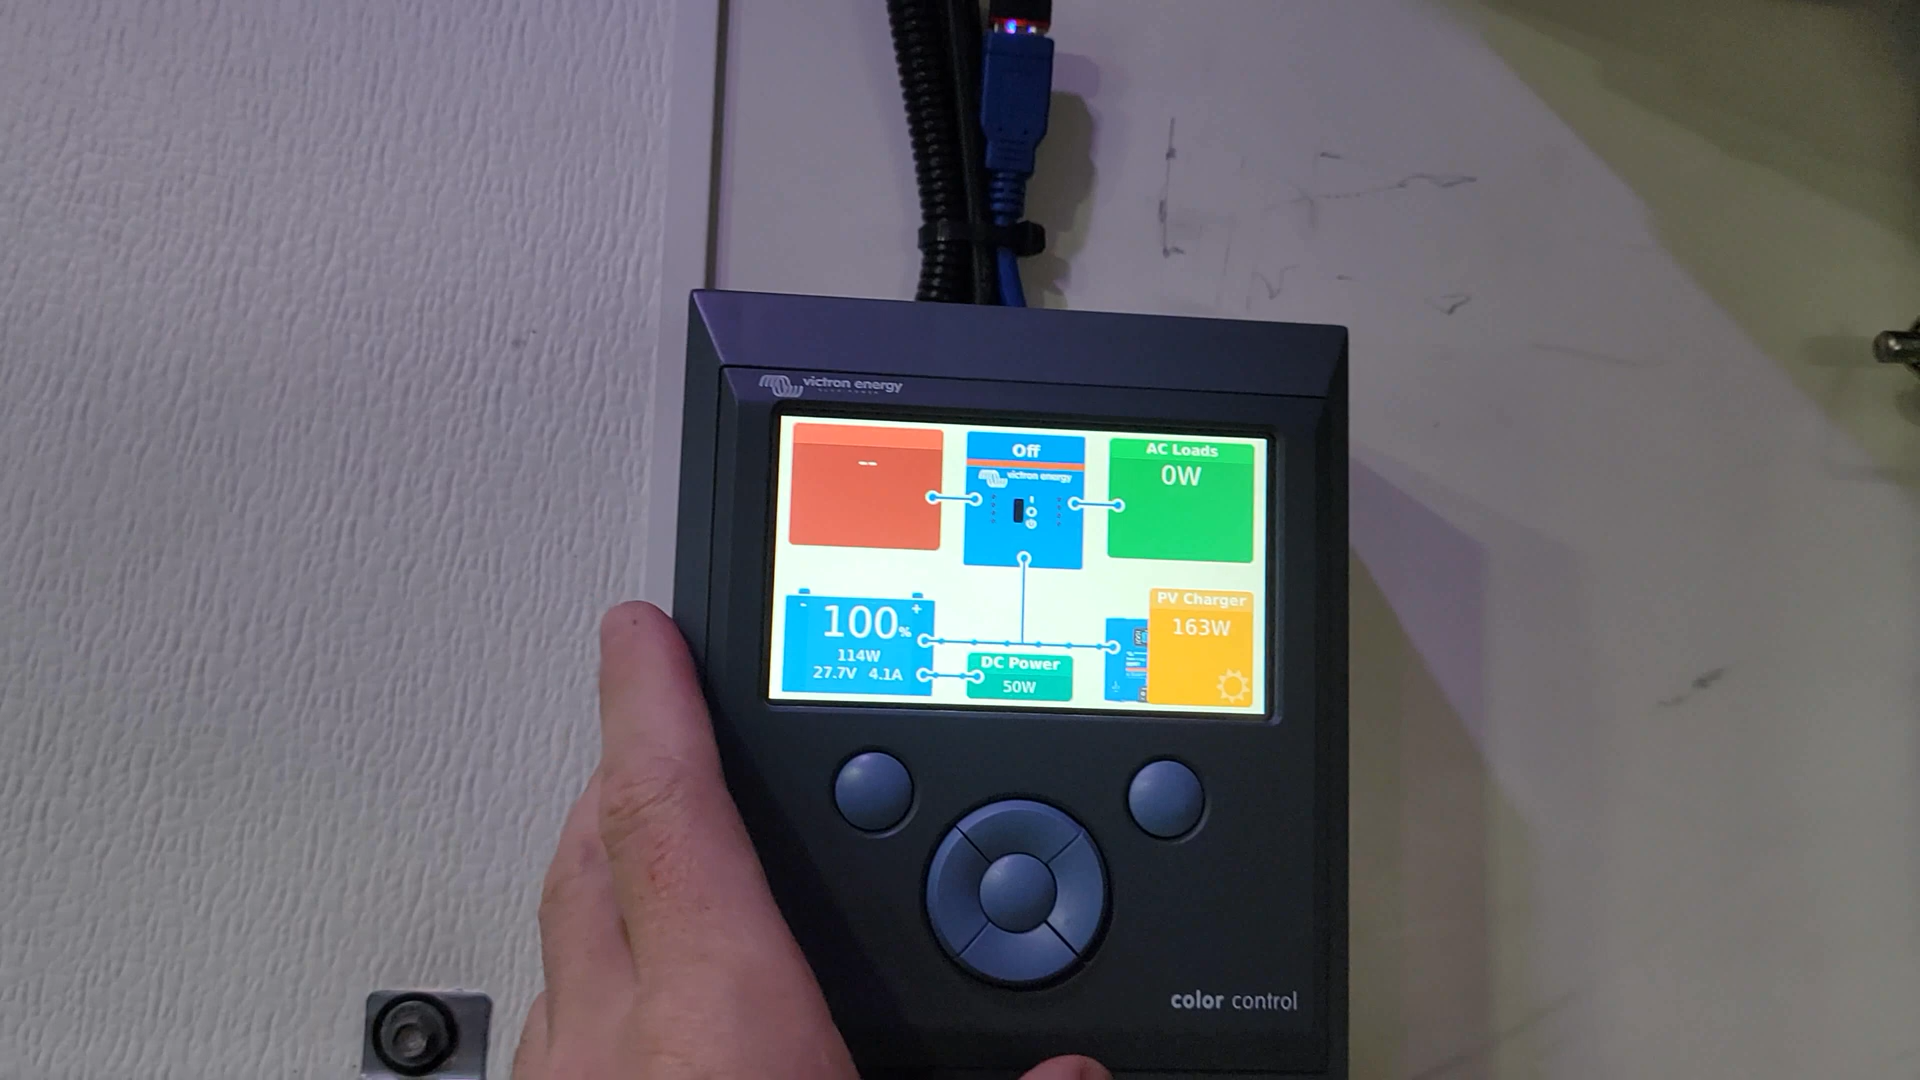 victron energy
--
Off
victron energy
AC Loads
0W
100%
114W
27.7V 4.1A
DC Power
50W
PV Charger
163W
color control